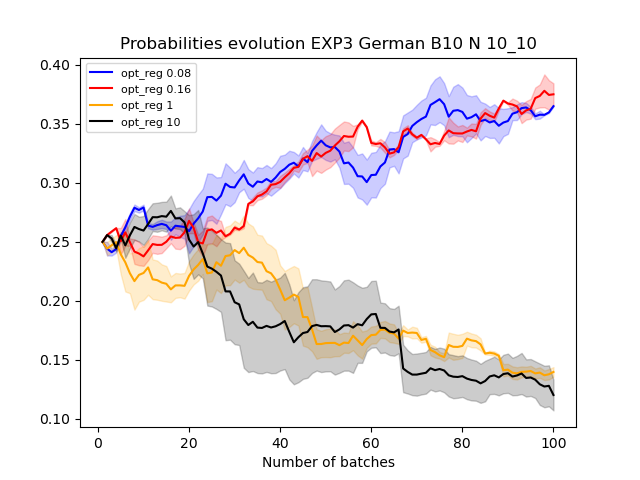 Probabilities evolution EXP3 German B10 N 10_10
opt_reg 0.08
opt_reg 0.16
opt_reg 1
opt_reg 10
0.40
0.35
0.30
0.25
0.20
0.15
0.10
0 20 40 60 80 100
Number of batches